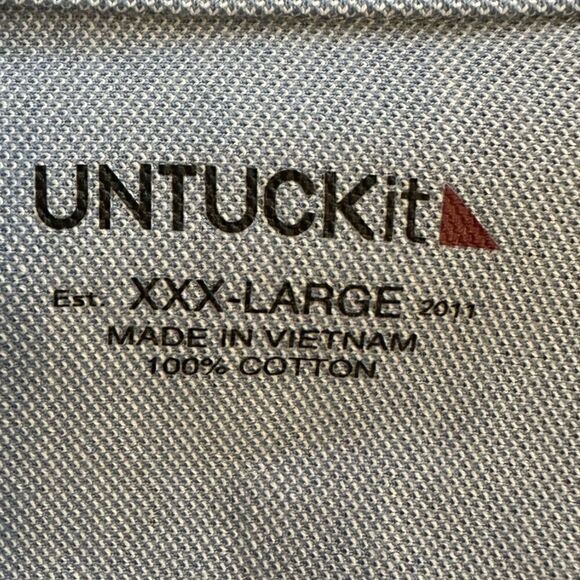 UNTUCKit
Est. XXX-LARGE 2011
MADE IN VIETNAM
100% COTTON